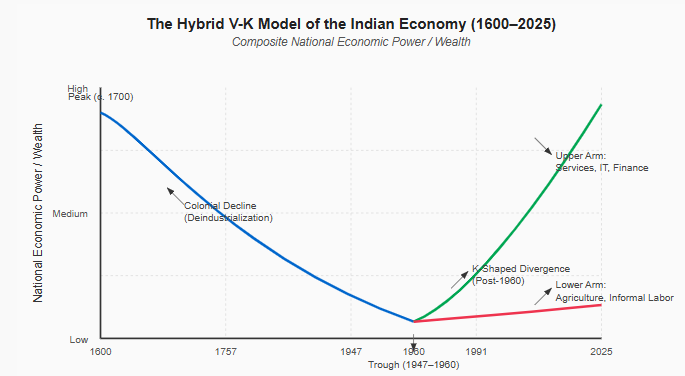 The Hybrid V-K Model of the Indian Economy (1600–2025)
Composite National Economic Power / Wealth
High
Peak (c. 1700)
National Economic Power / Wealth
Upper Arm:
Services, IT, Finance
Colonial Decline
(Deindustrialization)
Medium
K-Shaped Divergence
(Post-1960)
Lower Arm:
Agriculture, Informal Labor
Low
1600 1757 1947 1960 1991 2025
Trough (1947–1960)